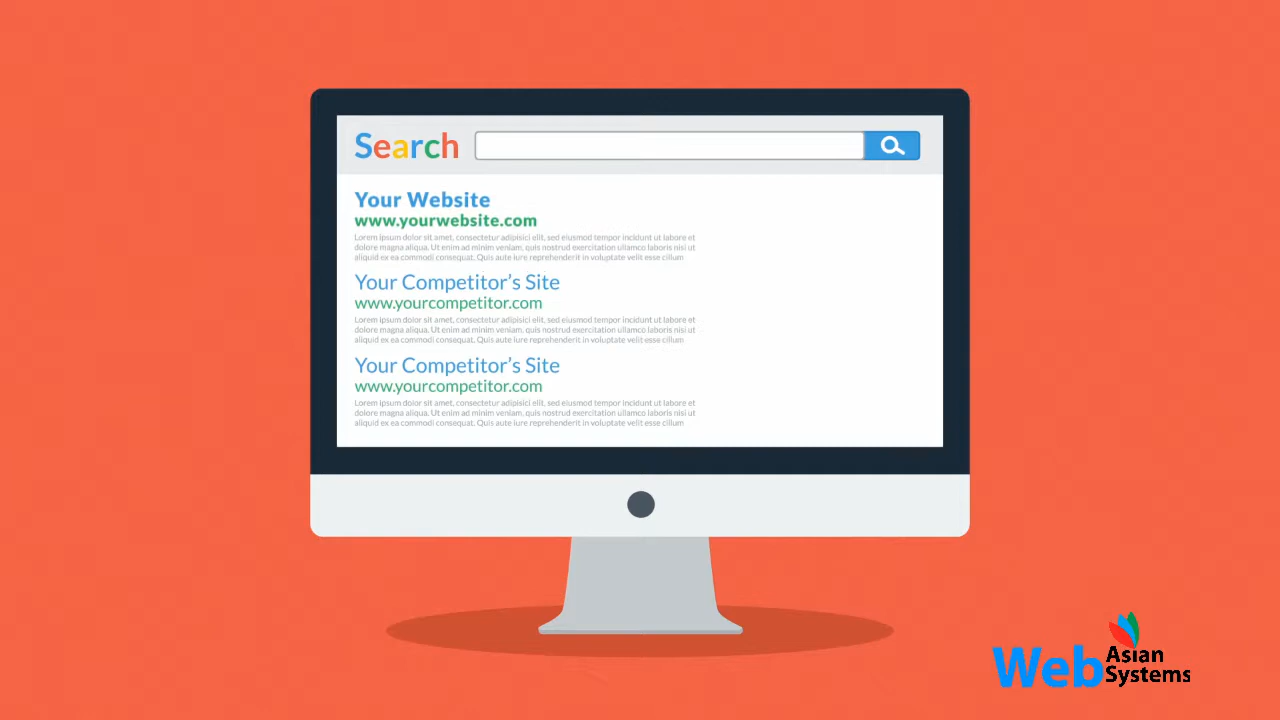 Search
Your Website
www.yourwebsite.com
Lorem ipsum dolor sit amet, consectetur adipisici elit, sed eiusmod tempor incidunt ut labore et
dolore magna aliqua. Ut enim ad minim veniam, quis nostrud exercitation ullamco laboris nisi ut
aliquid ex ea commodi consequat. Quis aute iure reprehenderit in voluptate velit esse cillum
Your Competitor’s Site
www.yourcompetitor.com
Lorem ipsum dolor sit amet, consectetur adipisici elit, sed eiusmod tempor incidunt ut labore et
dolore magna aliqua. Ut enim ad minim veniam, quis nostrud exercitation ullamco laboris nisi ut
aliquid ex ea commodi consequat. Quis aute iure reprehenderit in voluptate velit esse cillum
Your Competitor’s Site
www.yourcompetitor.com
Lorem ipsum dolor sit amet, consectetur adipisici elit, sed eiusmod tempor incidunt ut labore et
dolore magna aliqua. Ut enim ad minim veniam, quis nostrud exercitation ullamco laboris nisi ut
aliquid ex ea commodi consequat. Quis aute iure reprehenderit in voluptate velit esse cillum
Web
Asian
Systems